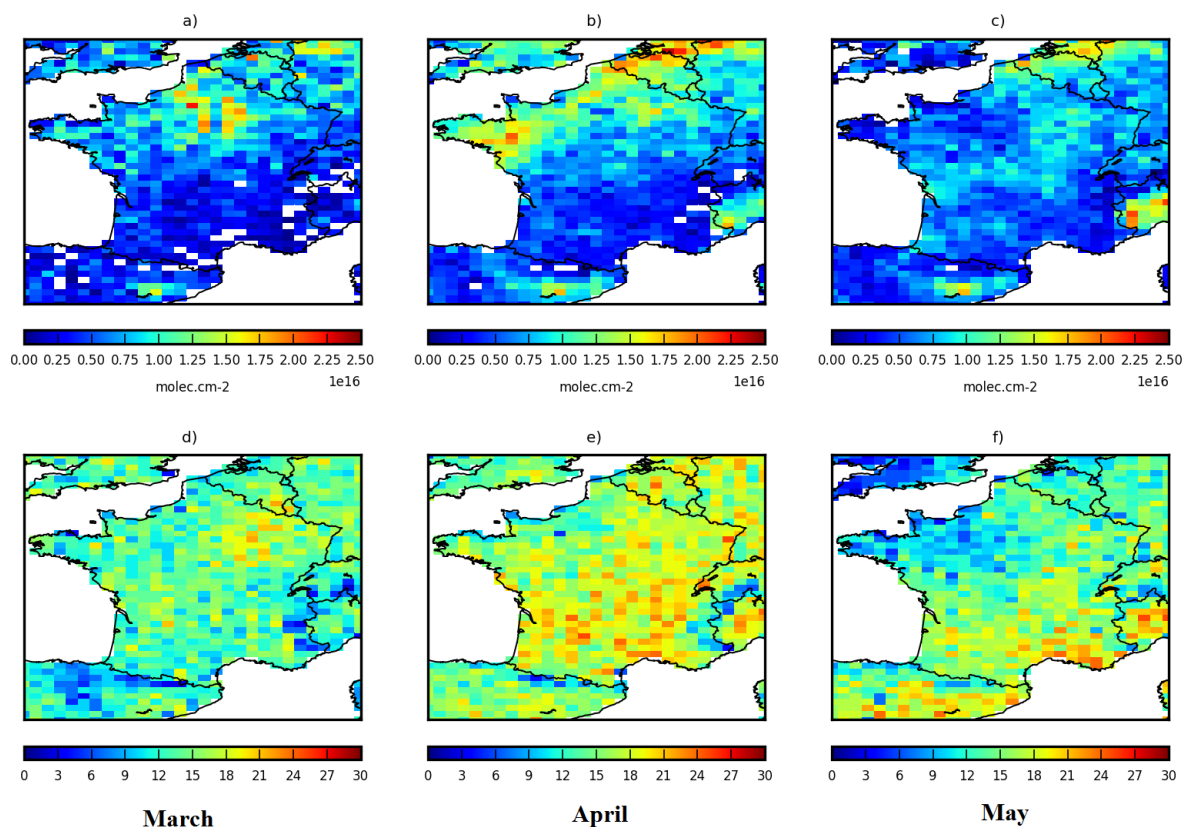 a) b) c)
0.00 0.25 0.50 0.75 1.00 1.25 1.50 1.75 2.00 2.25 2.50 0.00 0.25 0.50 0.75 1.00 1.25 1.50 1.75 2.00 2.25 2.50 0.00 0.25 0.50 0.75 1.00 1.25 1.50 1.75 2.00 2.25 2.50
molec.cm-2 1e16 molec.cm-2 1e16 molec.cm-2 1e16
d) e) f)
0 3 6 9 12 15 18 21 24 27 30 0 3 6 9 12 15 18 21 24 27 30 0 3 6 9 12 15 18 21 24 27 30
March April May